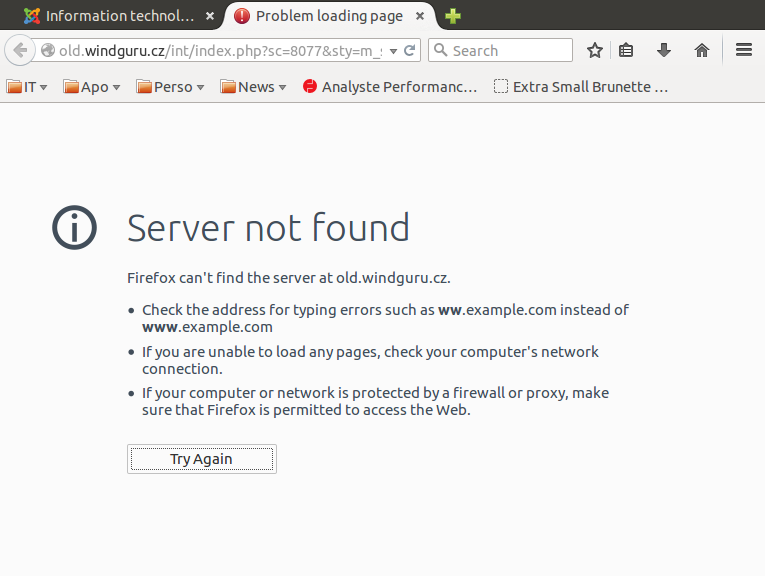 Information technol...
Problem loading page
old.windguru.cz/int/index.php?sc=8077&sty=m_
Search
IT
Apo
Perso
News
Analyste Performanc...
Extra Small Brunette ...
Server not found
Firefox can't find the server at old.windguru.cz.
Check the address for typing errors such as ww.example.com instead of
www.example.com
If you are unable to load any pages, check your computer's network
connection.
If your computer or network is protected by a firewall or proxy, make
sure that Firefox is permitted to access the Web.
Try Again